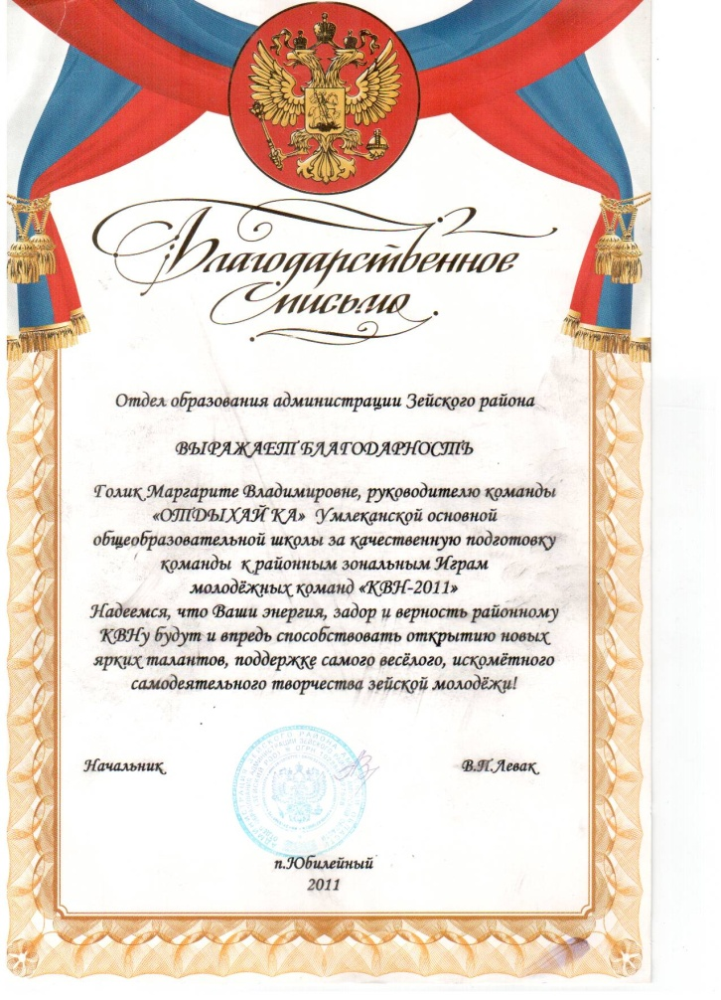 Благодарственное
письмо
Отдел образования администрации Зейского района
ВЫРАЖАЕТ БЛАГОДАРНОСТЬ
Голик Маргарите Владимировне, руководителю команды
«ОТДЫХАЙ КА» Умлеканской основной
общеобразовательной школы за качественную подготовку
команды к районным зональным Играм
молодёжных команд «КВН-2011»
Надеемся, что Ваши энергия, задор и верность районному
КВНу будут и впредь способствовать открытию новых
ярких талантов, поддержке самого весёлого, искомётного
самодеятельного творчества зейской молодёжи!
Начальник В.П.Левак
п.Юбилейный
2011